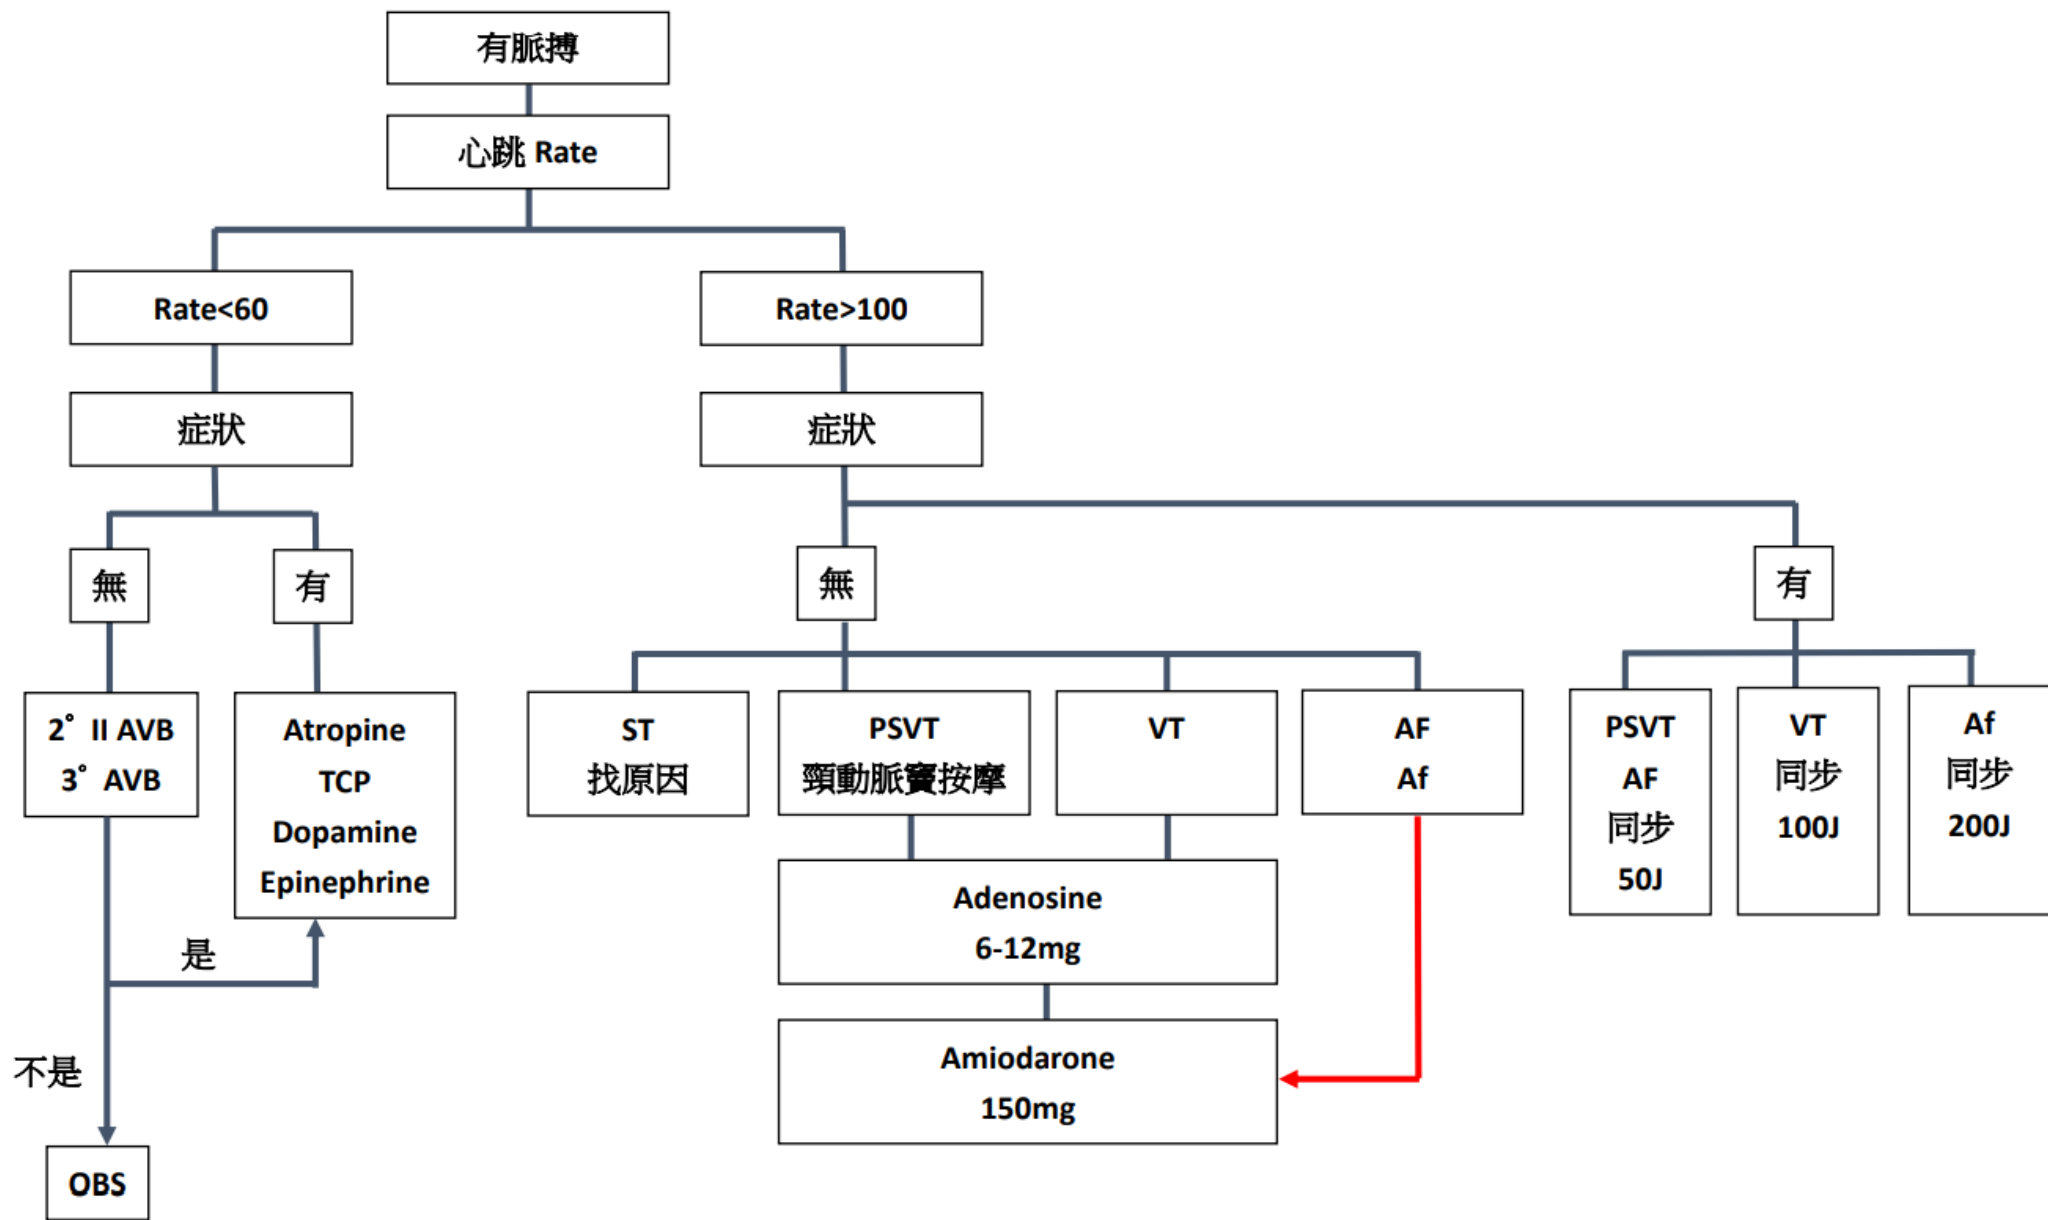 有脈搏
心跳 Rate
Rate<60
Rate>100
症狀
症狀
無
有
無
有
2° II AVB
3° AVB
Atropine
TCP
Dopamine
Epinephrine
ST
找原因
PSVT
頸動脈竇按摩
VT
AF
Af
PSVT
AF
同步
50J
VT
同步
100J
Af
同步
200J
Adenosine
6-12mg
是
Amiodarone
150mg
不是
OBS